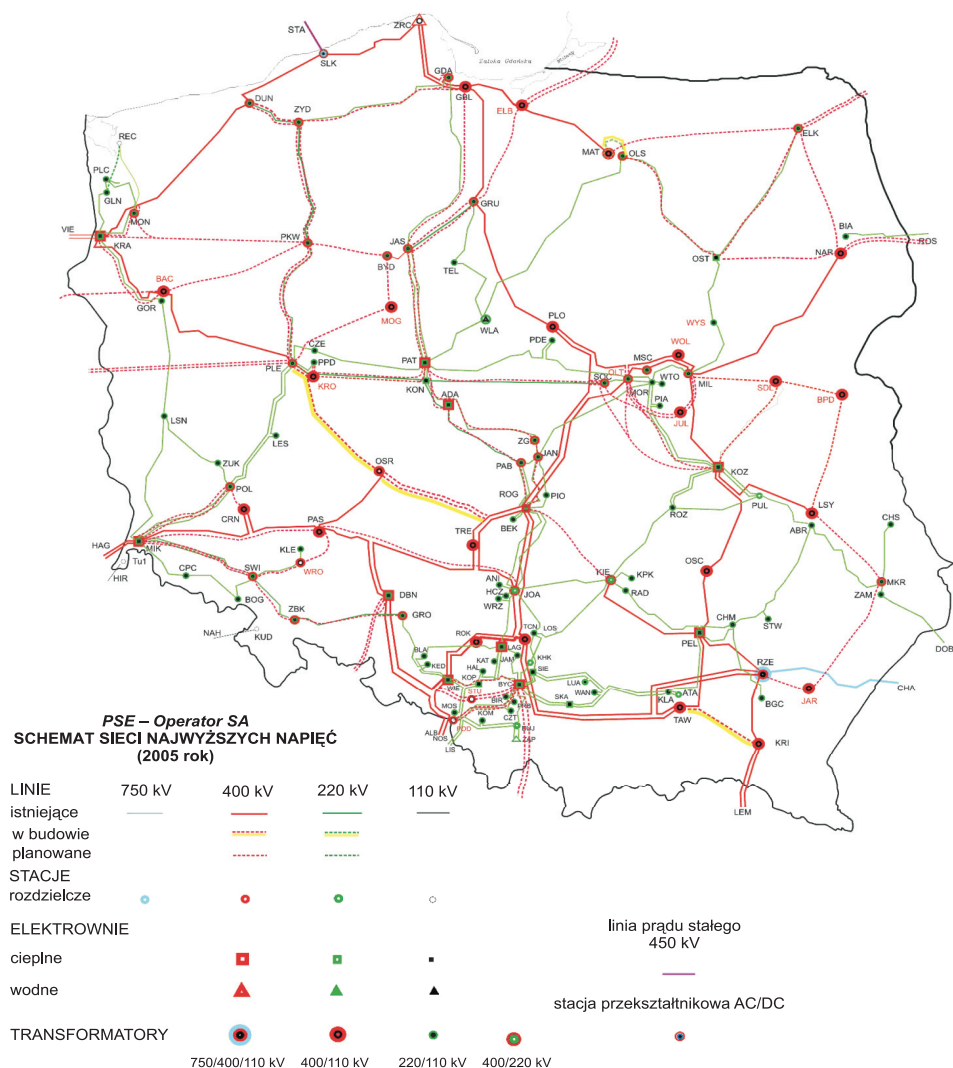 ZRC
STA
SLK
Zatoka Gdańska
GDA
GBL
DUN
ZYD
ELB
REC
ELK
MAT
OLS
PLC
GLN
MON
GRU
VIE
KRA
PKW
JAS
BYD
TEL
OST
BIA
ROS
NAR
BAC
GOR
MOG
WLA
PLO
WYS
CZE
PDE
WOL
PLE
PPD
PAT
OLT
MSC
KRO
KON
SOC
MOR
WTO
MIL
SDL
BPD
ADA
PIA
JUL
LSN
LES
ZG
JAN
ZUK
OSR
PAB
KOZ
POL
ROG
PIO
PUL
CRN
BEK
ROZ
LSY
CHS
PAS
TRE
ABR
HAG
MIK
KLE
Tu1
HIR
CPC
SWI
WRO
ANI
KIE
KPK
OSC
MKR
HCZ
JOA
RAD
ZAM
BOG
ZBK
DBN
WRZ
GRO
TCN
LOS
CHM
STW
NAH
KUD
ROK
PEL
DOB
BLA
LAG
KHK
KED
KAT
JAM
SIE
RZE
HAL
LUA
WIE
KOP
BYC
WAN
ATA
CHA
STU
SKA
KLA
JAR
MOS
BIR
BGC
KOM
CZT
TAW
POD
BUJ
ALB
NOS
KRI
LIS
ZAP
LEM
PSE – Operator SA
SCHEMAT SIECI NAJWYŻSZYCH NAPIĘĆ
(2005 rok)
LINIE 750 kV 400 kV 220 kV 110 kV
istniejące
w budowie
planowane
STACJE
rozdzielcze
ELEKTROWNIE
cieplne
wodne
TRANSFORMATORY
750/400/110 kV 400/110 kV 220/110 kV 400/220 kV
linia prądu stałego
450 kV
stacja przekształtnikowa AC/DC